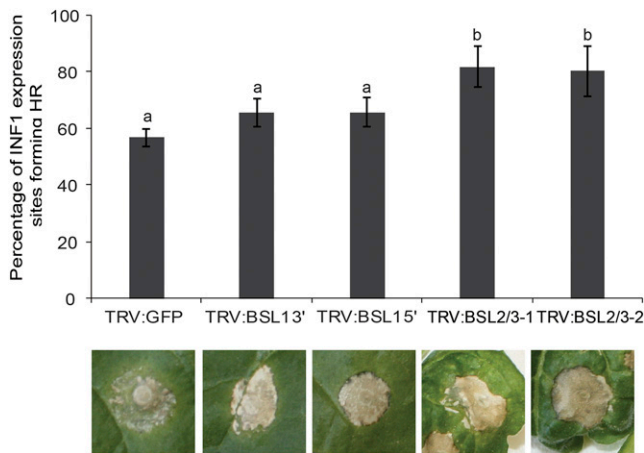 Percentage of INF1 expression
sites forming HR
100
80
60
40
20
0
a
a
a
b
b
TRV:GFP
TRV:BSL13'
TRV:BSL15'
TRV:BSL2/3-1
TRV:BSL2/3-2